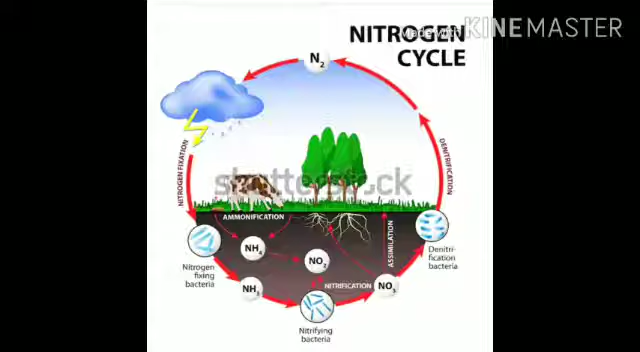 NITROGEN
CYCLE
Made with KINEMASTER
N2
NITROGEN FIXATION
DENITRIFICATION
shutterstock
AMMONIFICATION
NH4
NO2
ASSIMILATION
Nitrogen
fixing
bacteria
Denitri-
fication
bacteria
NH3
NITRIFICATION
NO3
Nitrifying
bacteria